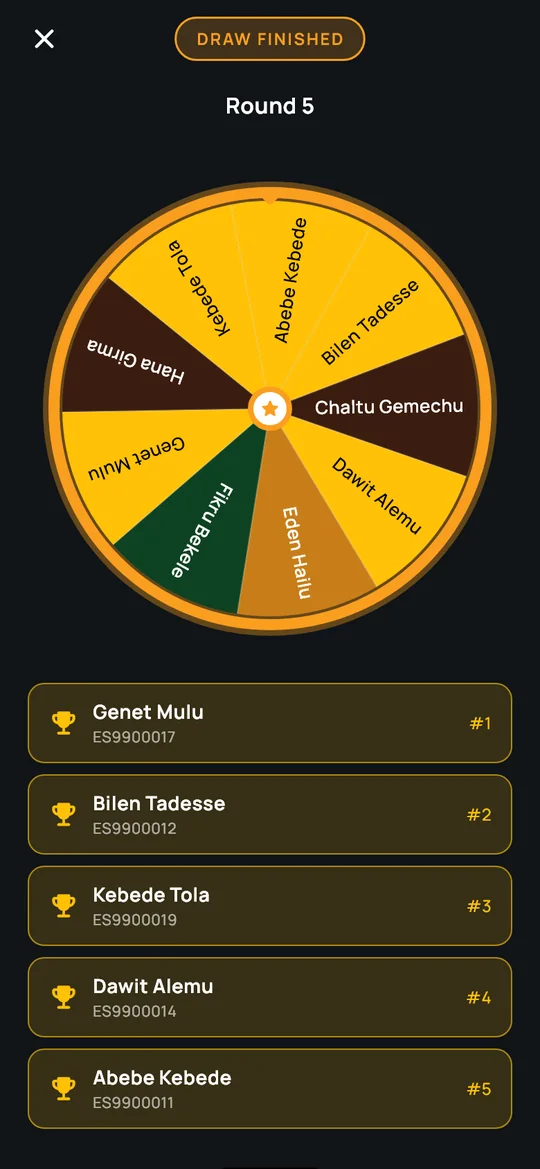 DRAW FINISHED
Round 5
Kebede Tola
Abebe Kebede
Bilen Tadesse
Hana Girma
Chaltu Gemechu
Genet Mulu
Dawit Alemu
Fikru Bekele
Eden Hailu
Genet Mulu
ES9900017
#1
Bilen Tadesse
ES9900012
#2
Kebede Tola
ES9900019
#3
Dawit Alemu
ES9900014
#4
Abebe Kebede
ES9900011
#5